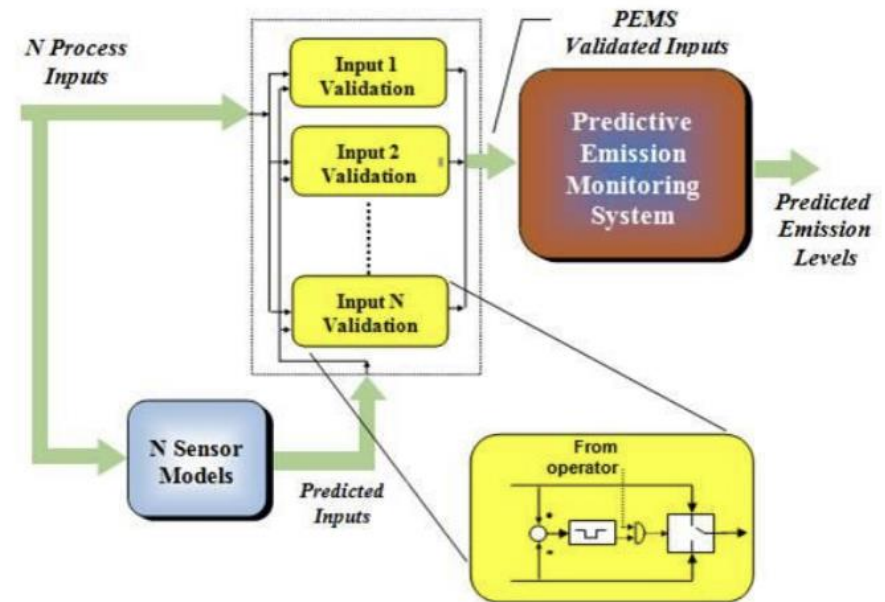 N Process
Inputs
Input 1
Validation
Input 2
Validation
Input N
Validation
PEMS
Validated Inputs
Predictive
Emission
Monitoring
System
Predicted
Emission
Levels
N Sensor
Models
Predicted
Inputs
From
operator
+
-